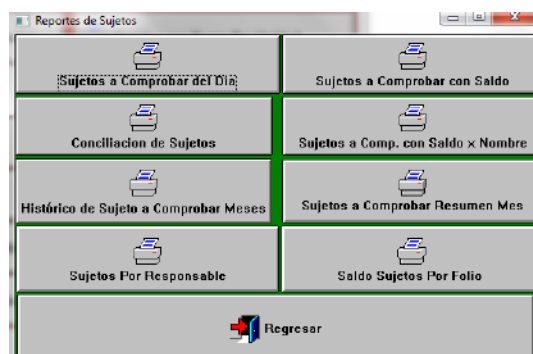 Reportes de Sujetos
Sujetos a Comprobar del Dia
Sujetos a Comprobar con Saldo
Conciliacion de Sujetos
Sujetos a Comp. con Saldo x Nombre
Histórico de Sujeto a Comprobar Meses
Sujetos a Comprobar Resumen Mes
Sujetos Por Responsable
Saldo Sujetos Por Folio
Regresar